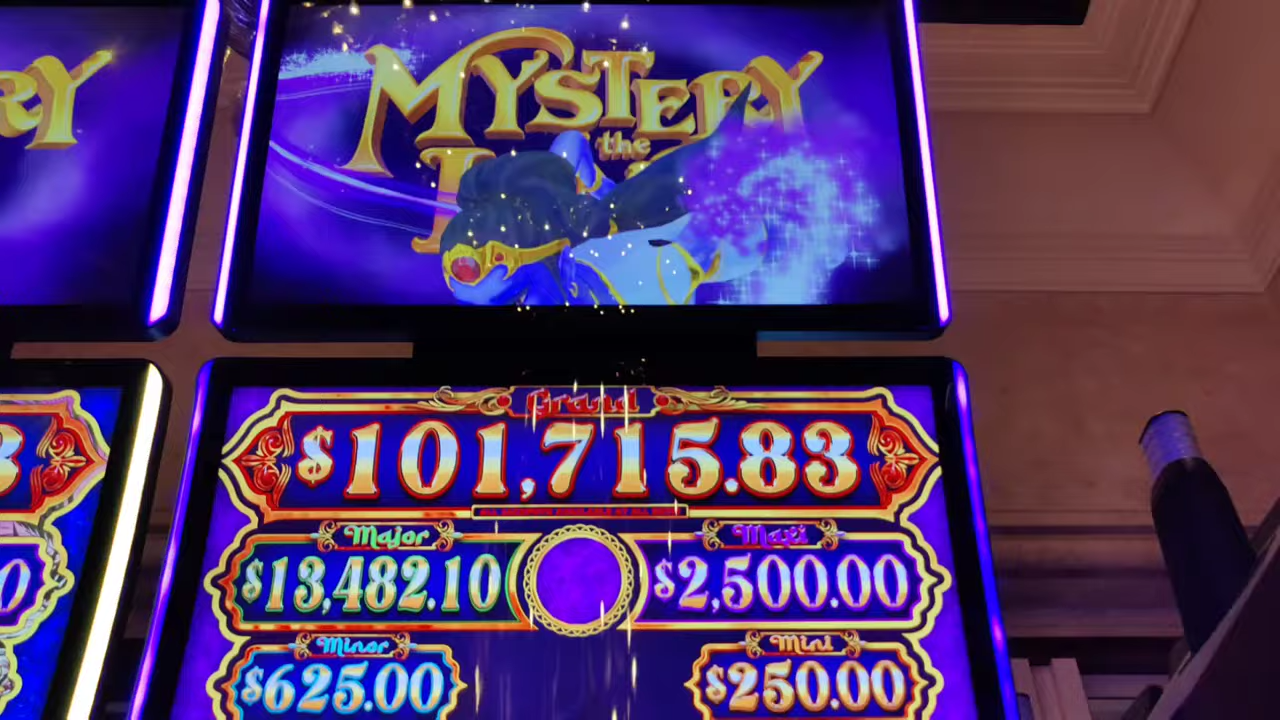 RY
MYSTERY
the
Grand
$101,715.83
Major
Maxi
$13,482.10
$2,500.00
Minor
Mini
$625.00
$250.00